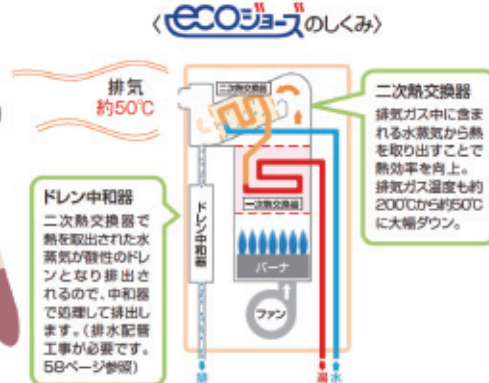 〈ecoジョーズのしくみ〉
排気
約50℃
二次熱交換器
二次熱交換器
排気ガス中に含ま
れる水蒸気から熱
を取り出すことで
熱効率を向上。
排気ガス温度も約
200℃から約50℃
に大幅ダウン。
ドレン中和器
二次熱交換器で
熱を取出された水
蒸気が酸性のドレ
ンとなり排出さ
れるので、中和器
で処理して排出し
ます。(排水配管
工事が必要です。
58ページ参照)
ドレン中和器
一次熱交換器
バーナ
ファン
排
湯
水